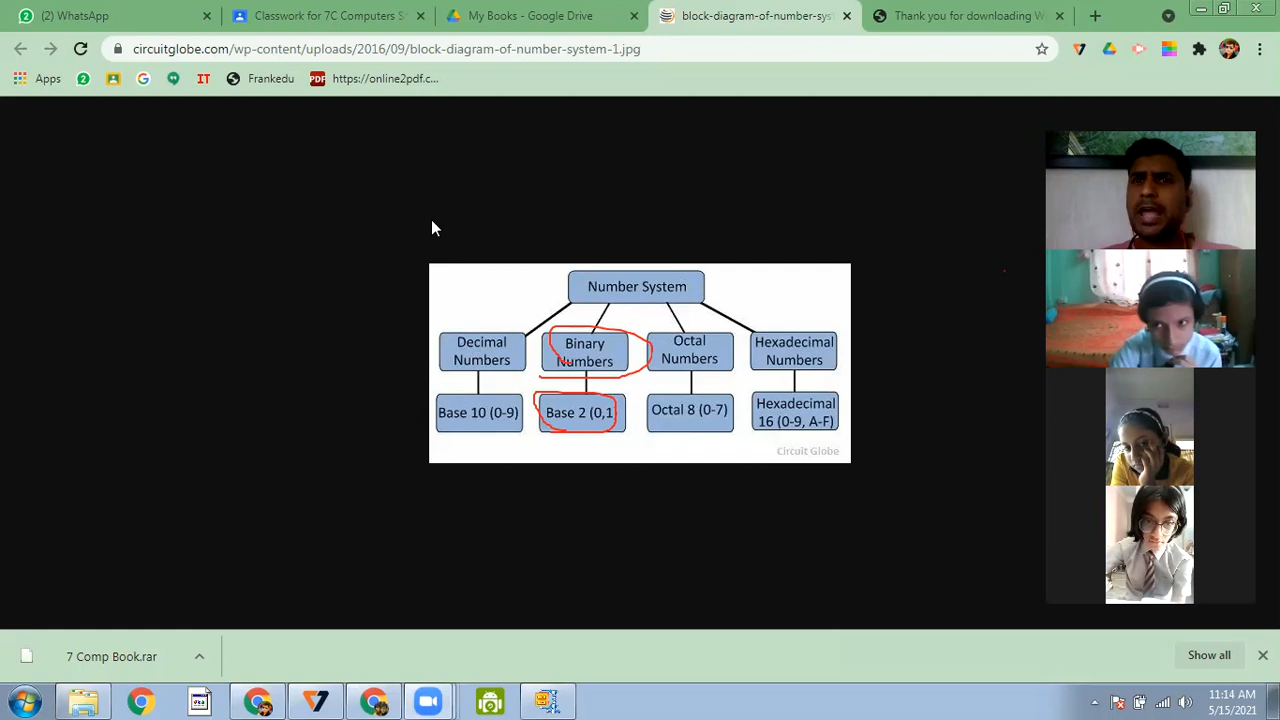 (2) WhatsApp
Classwork for 7C Computers S
My Books - Google Drive
block-diagram-of-number-sys
Thank you for downloading Wi
circuitglobe.com/wp-content/uploads/2016/09/block-diagram-of-number-system-1.jpg
Apps
2
IT
Frankedu
PDF
https://online2pdf.c...
Number System
Decimal
Numbers
Binary
Numbers
Octal
Numbers
Hexadecimal
Numbers
Base 10 (0-9)
Base 2 (0,1
Octal 8 (0-7)
Hexadecimal
16 (0-9, A-F)
Circuit Globe
7 Comp Book.rar
Show all
11:14 AM
5/15/2021